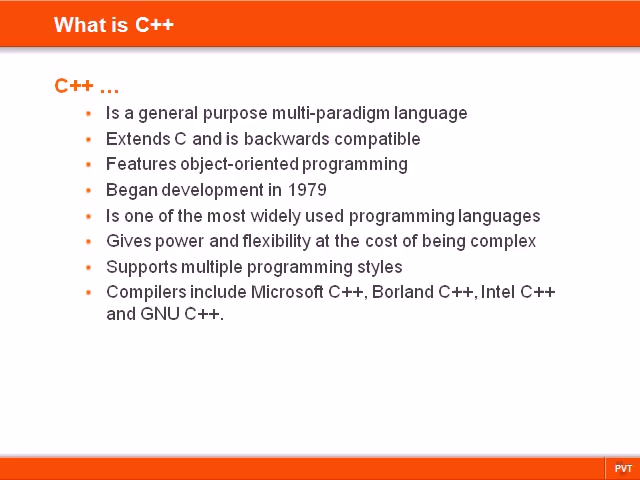 What is C++
C++ ...
• Is a general purpose multi-paradigm language
• Extends C and is backwards compatible
• Features object-oriented programming
• Began development in 1979
• Is one of the most widely used programming languages
• Gives power and flexibility at the cost of being complex
• Supports multiple programming styles
• Compilers include Microsoft C++, Borland C++, Intel C++
and GNU C++.
PVT